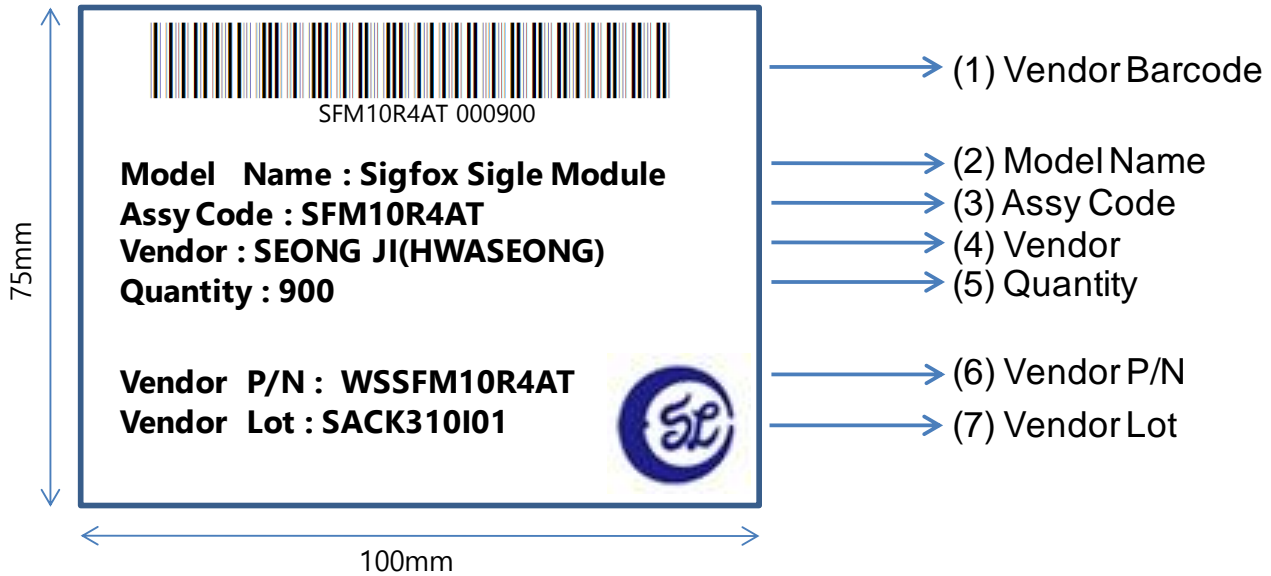 SFM10R4AT 000900
(1) Vendor Barcode
Model Name : Sigfox Sigle Module
(2) Model Name
Assy Code : SFM10R4AT
(3) Assy Code
Vendor : SEONG JI(HWASEONG)
(4) Vendor
Quantity : 900
(5) Quantity
75mm
Vendor P/N : WSSFM10R4AT
(6) Vendor P/N
Vendor Lot : SACK310I01
(7) Vendor Lot
SL
100mm